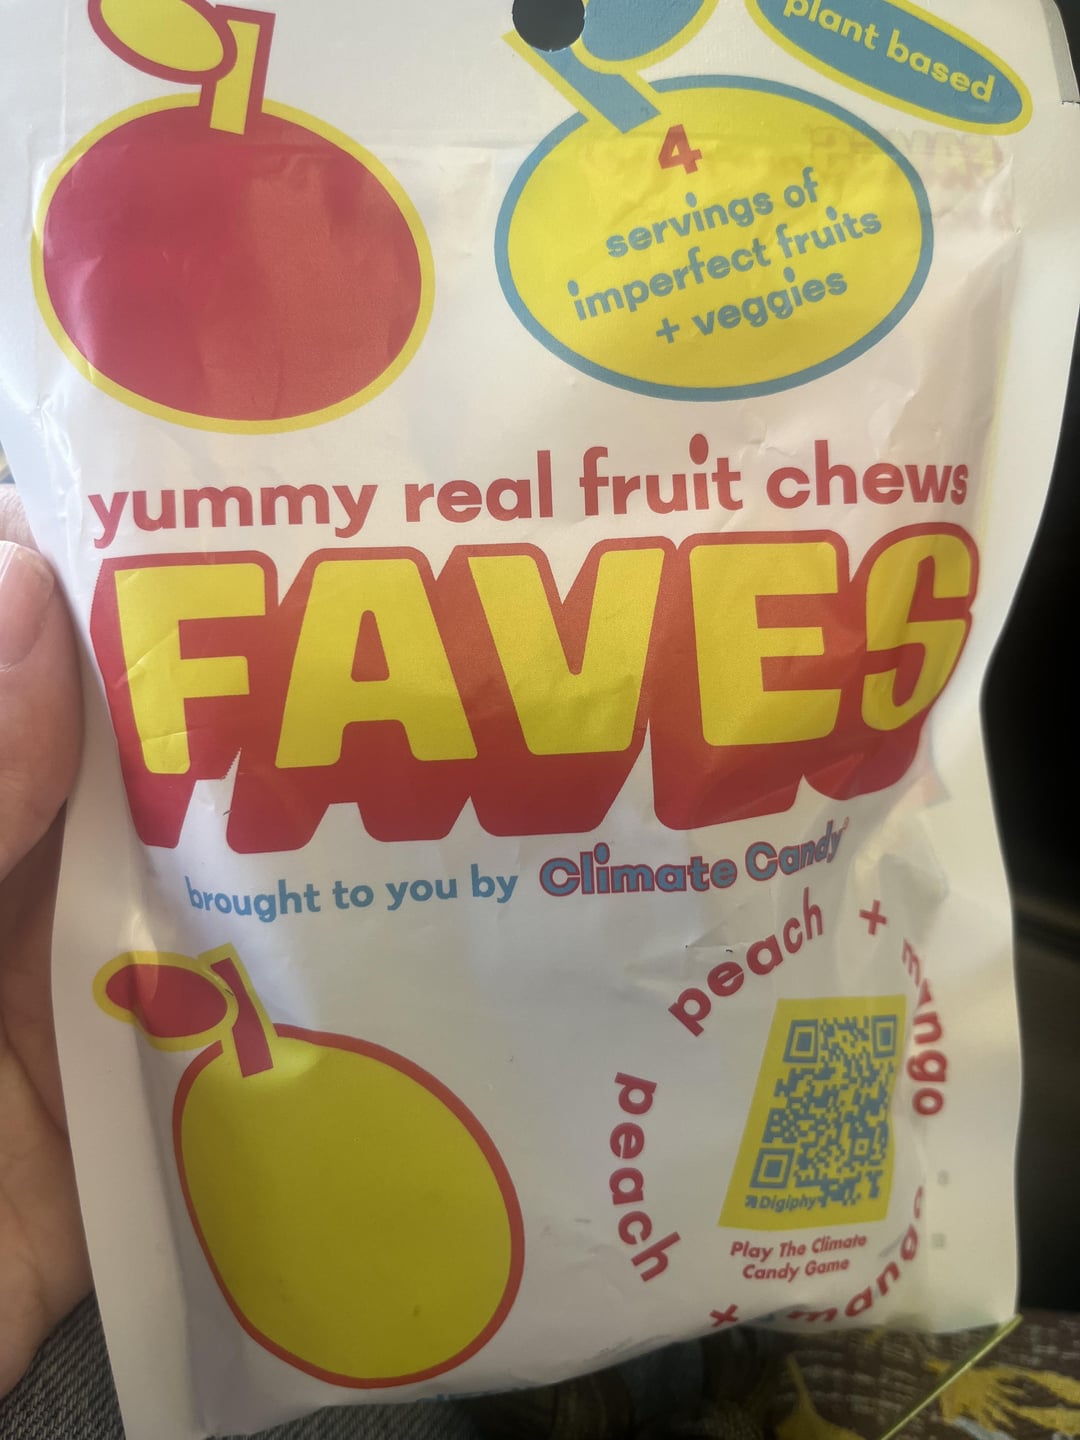 plant based
4
servings of
imperfect fruits
+ veggies
yummy real fruit chews
FAVES
brought to you by Climate Candy
peach + mango
peach + mango
Digiphy
Play The Climate
Candy Game